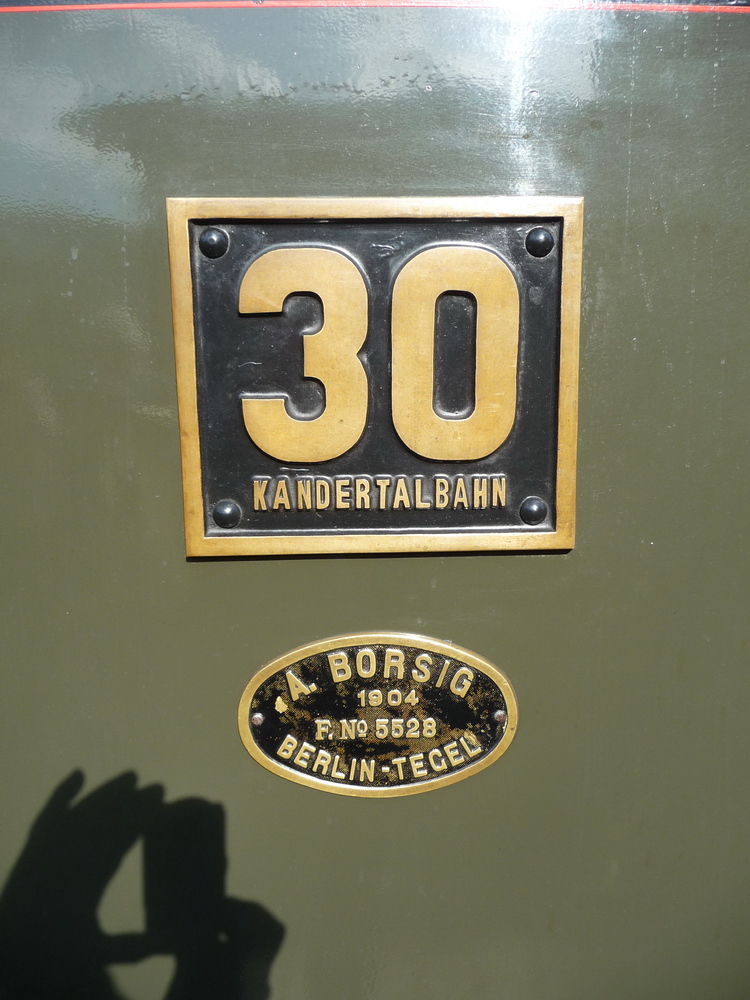 30
KANDERTALBAHN
A. BORSIG
1904
F. Nº 5528
BERLIN-TEGEL